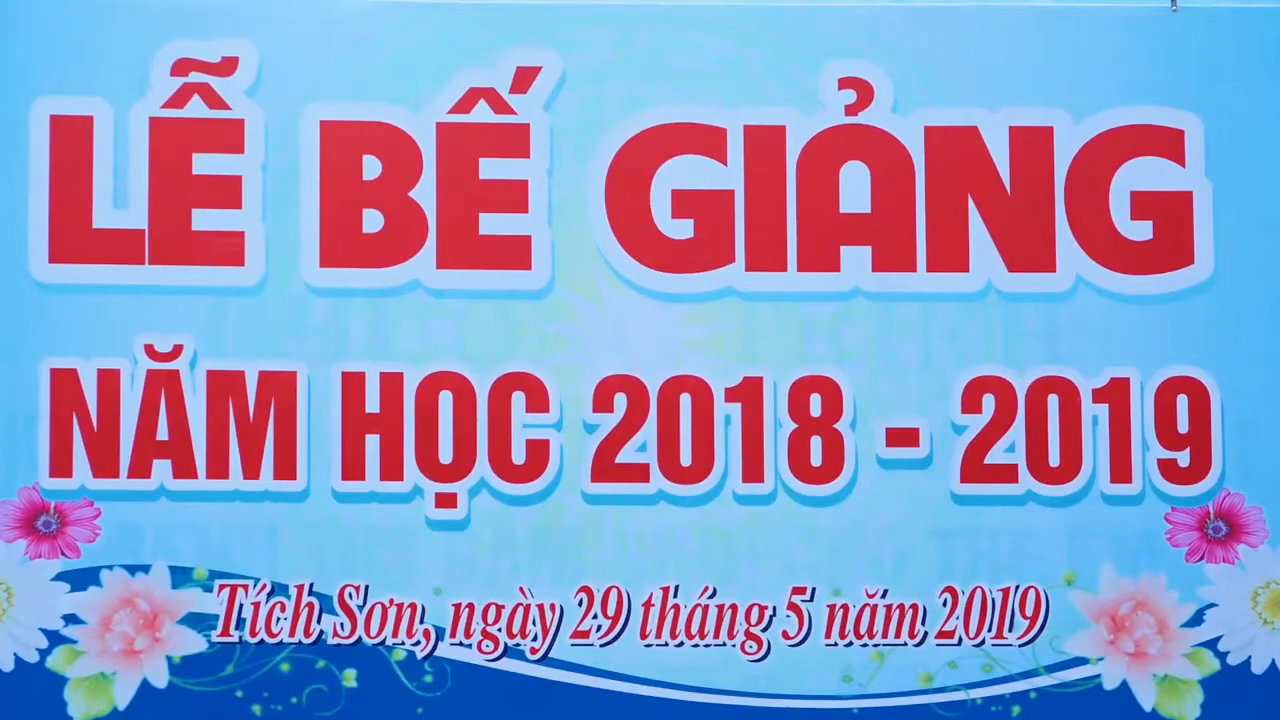 LỄ BẾ GIẢNG
NĂM HỌC 2018 - 2019
Tích Sơn, ngày 29 tháng 5 năm 2019